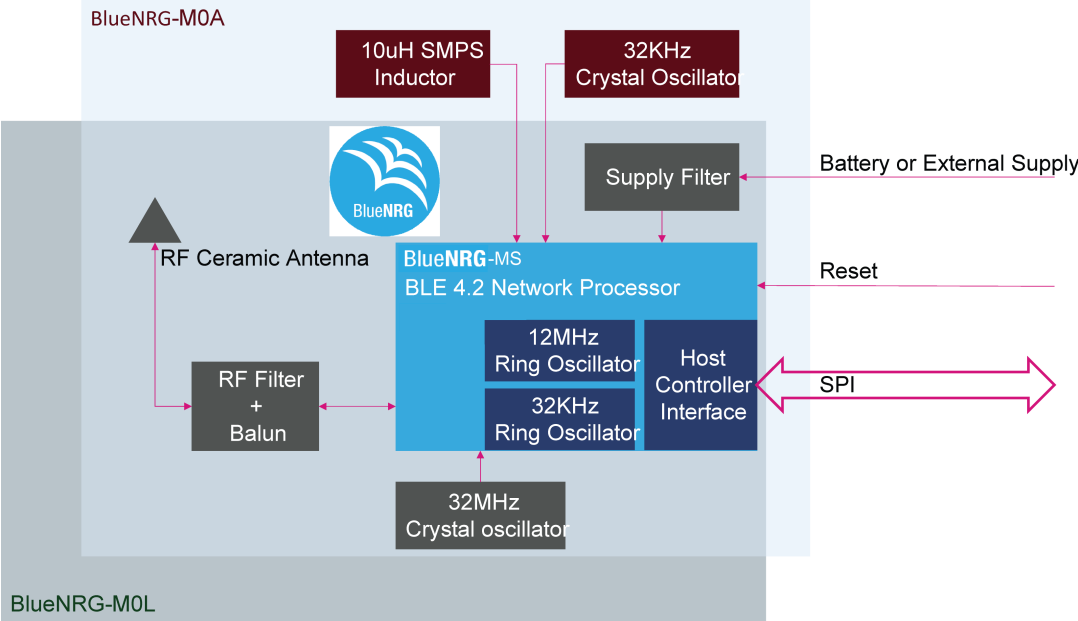 BlueNRG-M0A
10uH SMPS
Inductor
32KHz
Crystal Oscillator
BlueNRG
Supply Filter
Battery or External Supply
RF Ceramic Antenna
BlueNRG-MS
BLE 4.2 Network Processor
Reset
12MHz
Ring Oscillator
32KHz
Ring Oscillator
Host
Controller
Interface
SPI
RF Filter
+
Balun
32MHz
Crystal oscillator
BlueNRG-M0L